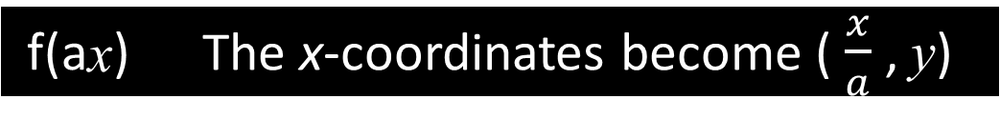 f(ax) The x-coordinates become (x/a, y)